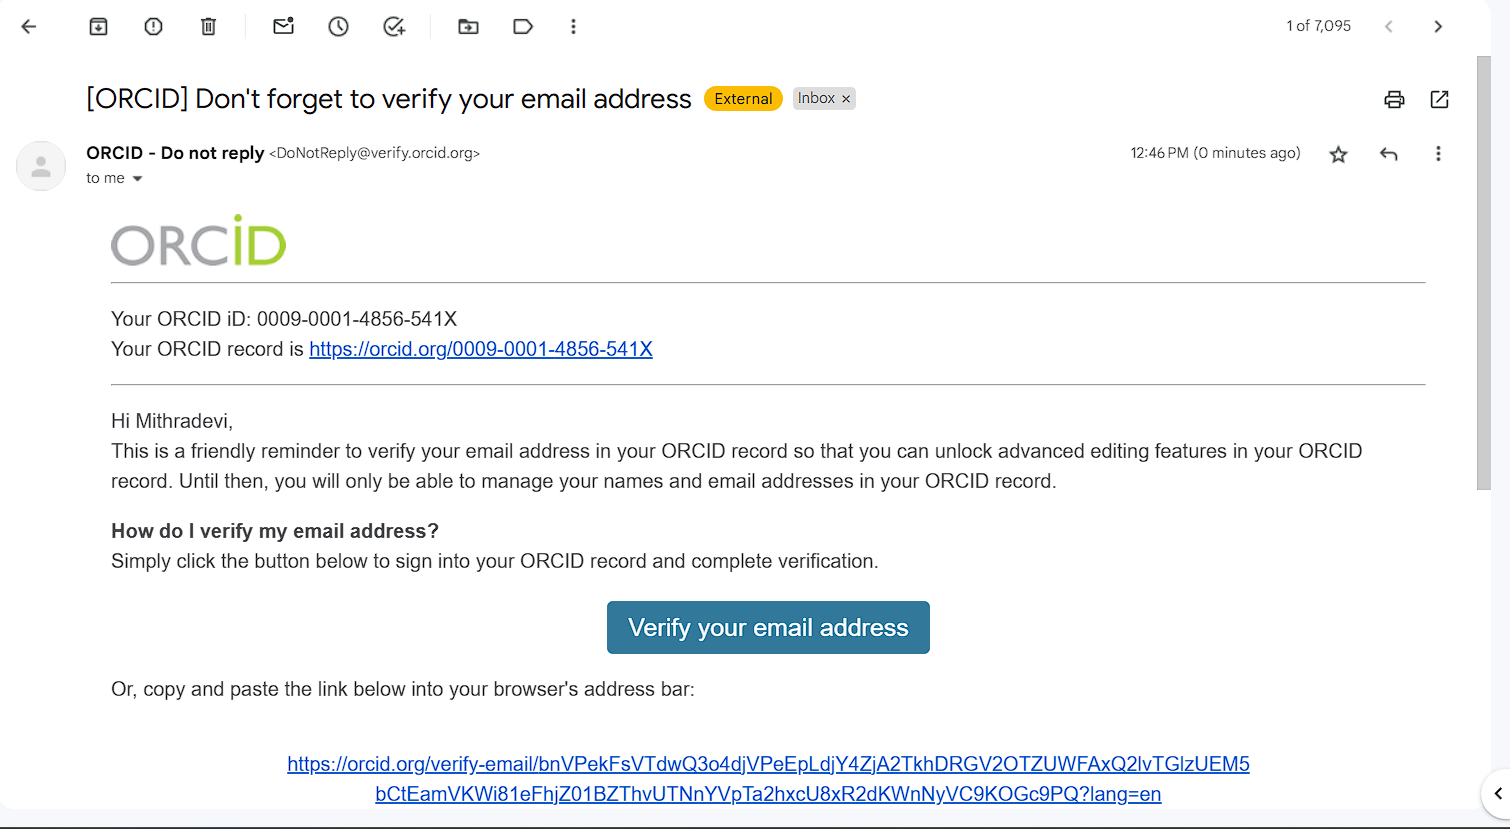 1 of 7,095
[ORCID] Don't forget to verify your email address External Inbox ×
ORCID - Do not reply <DoNotReply@verify.orcid.org> 12:46 PM (0 minutes ago)
to me
ORCiD
Your ORCID iD: 0009-0001-4856-541X
Your ORCID record is https://orcid.org/0009-0001-4856-541X
Hi Mithradevi,
This is a friendly reminder to verify your email address in your ORCID record so that you can unlock advanced editing features in your ORCID
record. Until then, you will only be able to manage your names and email addresses in your ORCID record.
How do I verify my email address?
Simply click the button below to sign into your ORCID record and complete verification.
Verify your email address
Or, copy and paste the link below into your browser's address bar:
https://orcid.org/verify-email/bnVPekFsVTdwQ3o4djVPeEpLdjY4ZjA2TkhDRGV2OTZUWFAxQ2lvTGlzUEM5
bCtEamVKWi81eFhjZ01BZThvUTNnYVpTa2hxcU8xR2dKWnNyVC9KOGc9PQ?lang=en